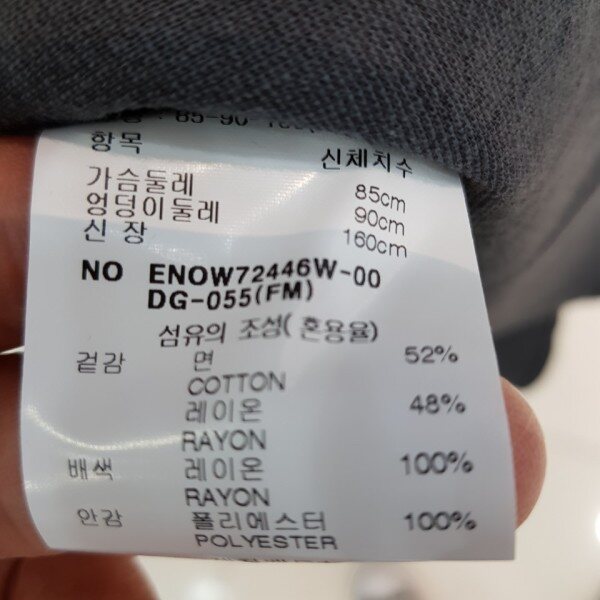 85-90
항목 신체치수
가슴둘레 85cm
엉덩이둘레 90cm
신 장 160cm
NO ENOW72446W-00
DG-055(FM)
섬유의 조성( 혼용율)
겉감 면 52%
COTTON
레이온 48%
RAYON
배색 레이온 100%
RAYON
안감 폴리에스터 100%
POLYESTER